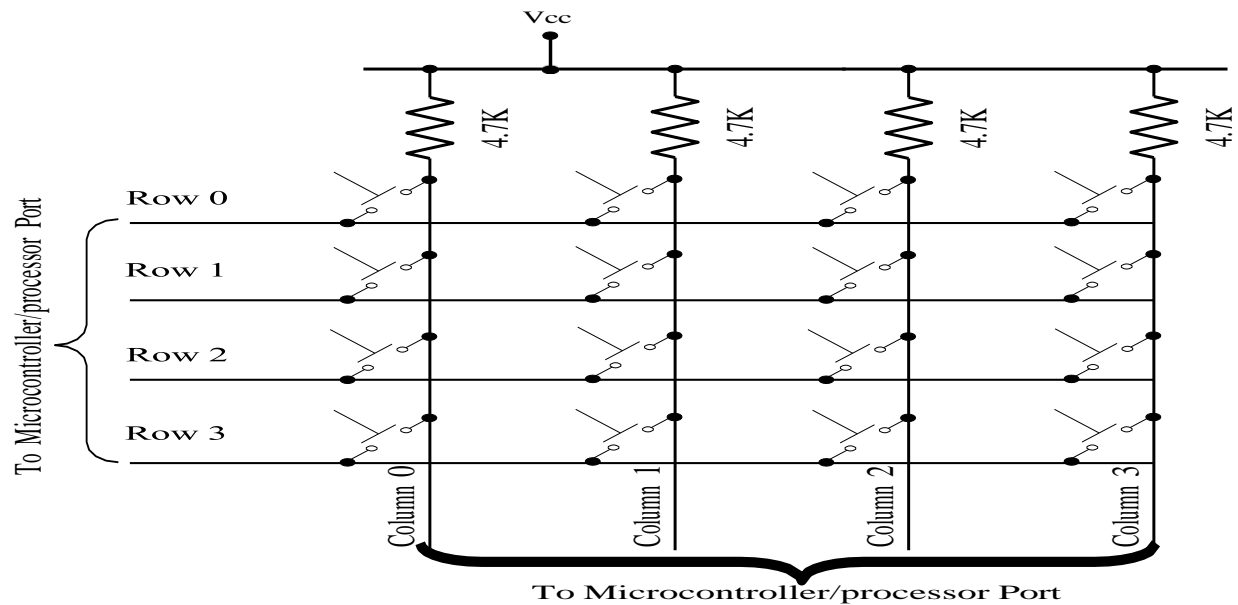 Vcc
4.7K
4.7K
4.7K
4.7K
To Microcontroller/processor Port
Row 0
Row 1
Row 2
Row 3
Column 0
Column 1
Column 2
Column 3
To Microcontroller/processor Port